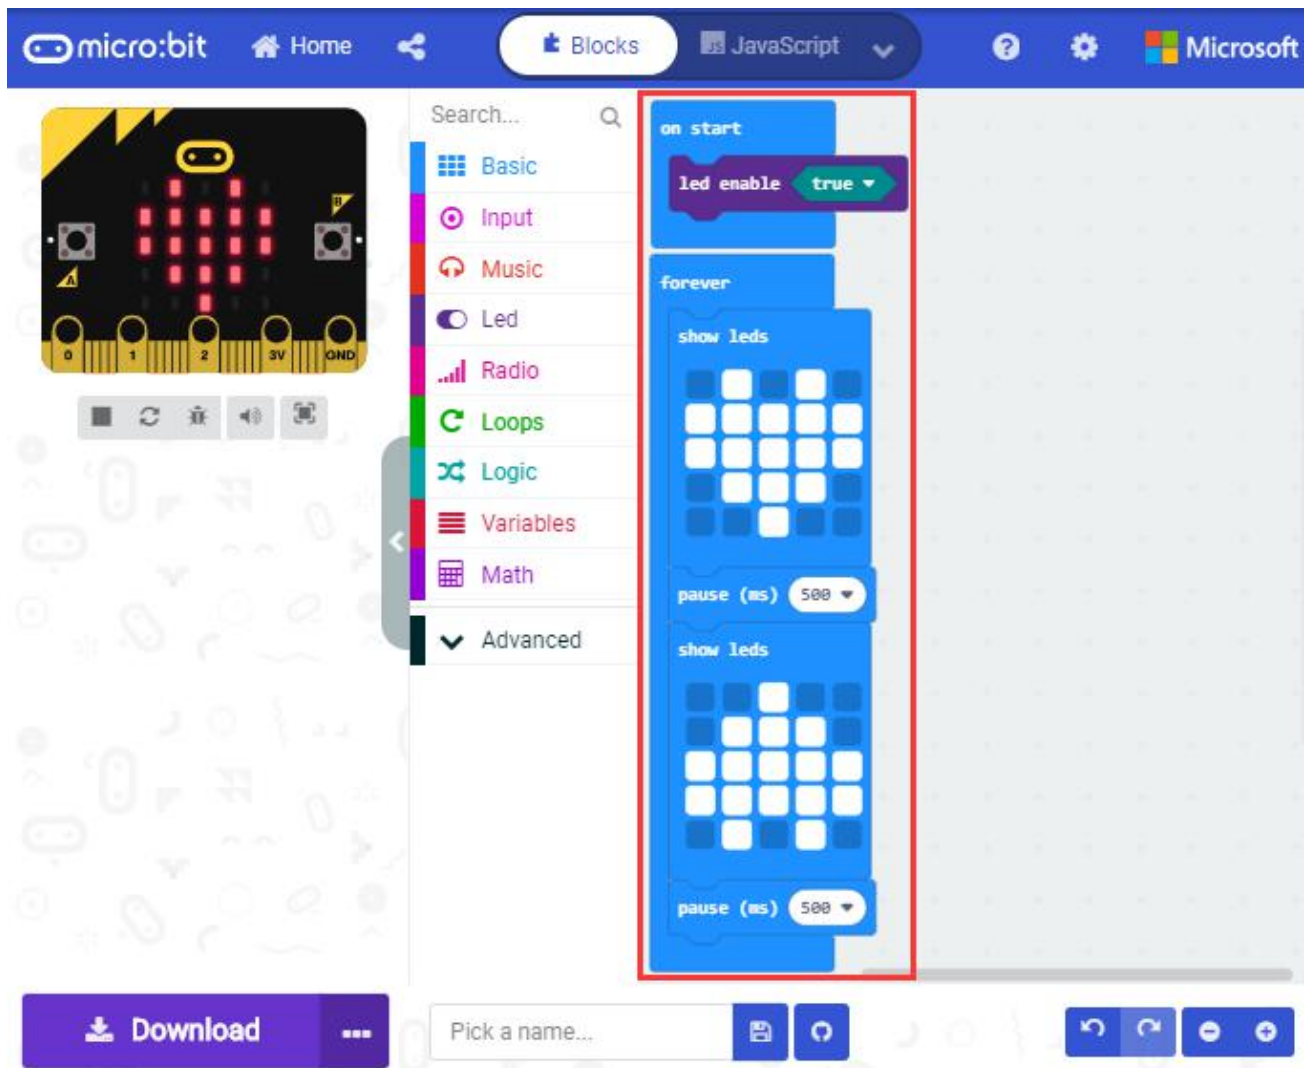 micro:bit Home Blocks JS JavaScript Microsoft
Search...
Basic
Input
Music
Led
Radio
Loops
Logic
Variables
Math
Advanced
A
B
0 1 2 3V GND
on start
led enable true
forever
show leds
pause (ms) 500
show leds
pause (ms) 500
Download ... Pick a name...